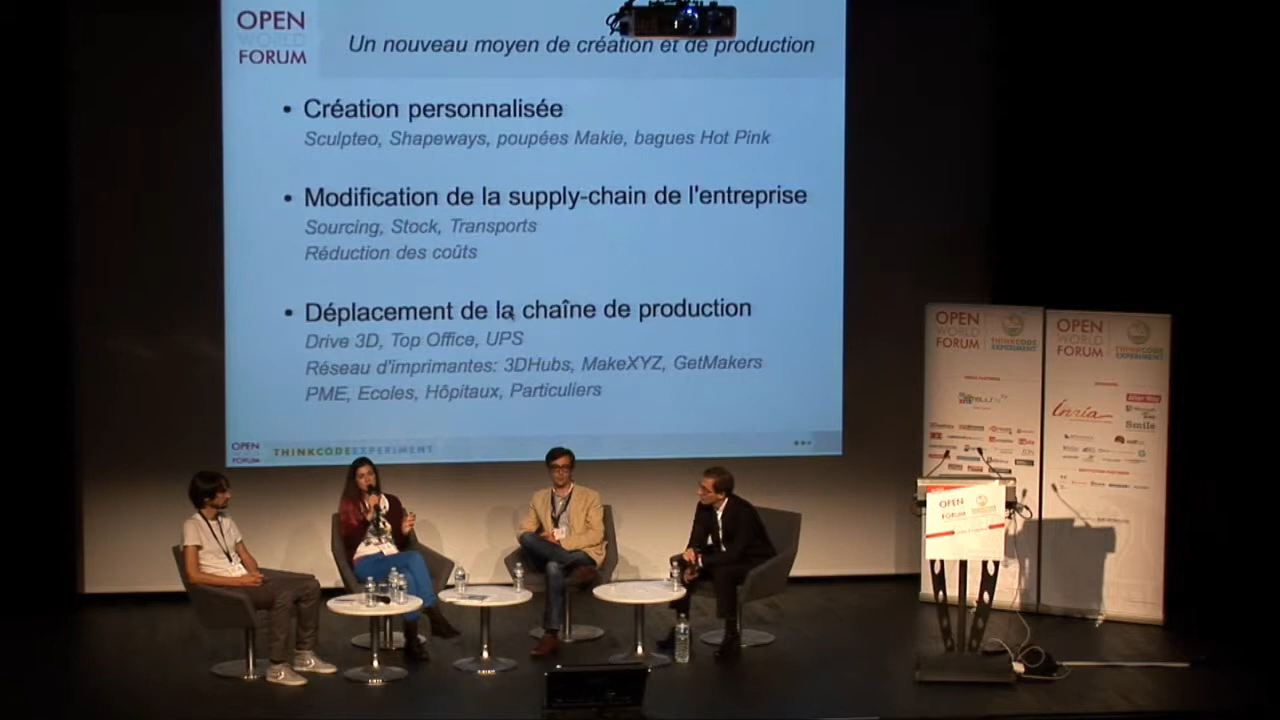 OPEN
WORLD
FORUM
Un nouveau moyen de création et de production
• Création personnalisée
Sculpteo, Shapeways, poupées Makie, bagues Hot Pink
• Modification de la supply-chain de l'entreprise
Sourcing, Stock, Transports
Réduction des coûts
• Déplacement de la chaîne de production
Drive 3D, Top Office, UPS
Réseau d'imprimantes: 3DHubs, MakeXYZ, GetMakers
PME, Ecoles, Hôpitaux, Particuliers
OPEN
WORLD
FORUM
THINKCODEEXPERIMENT
OPEN
WORLD
FORUM
THINKCODE
EXPERIMENT
OPEN
WORLD
FORUM
THINKCODE
EXPERIMENT
Inria
Smile
OPEN
FORUM